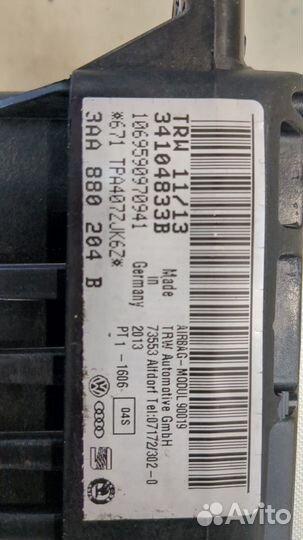 TRW 11/13
34104833B
1069590970941
*671 TPA407ZJK6Z*
3AA 880 204 B
Made
in
Germany
AIRBAG-MODUL 90019
TRW Automotive GmbH
73553 Alfdorf Tel:07172/302-0
2013
PT1-1606
04S
Avito